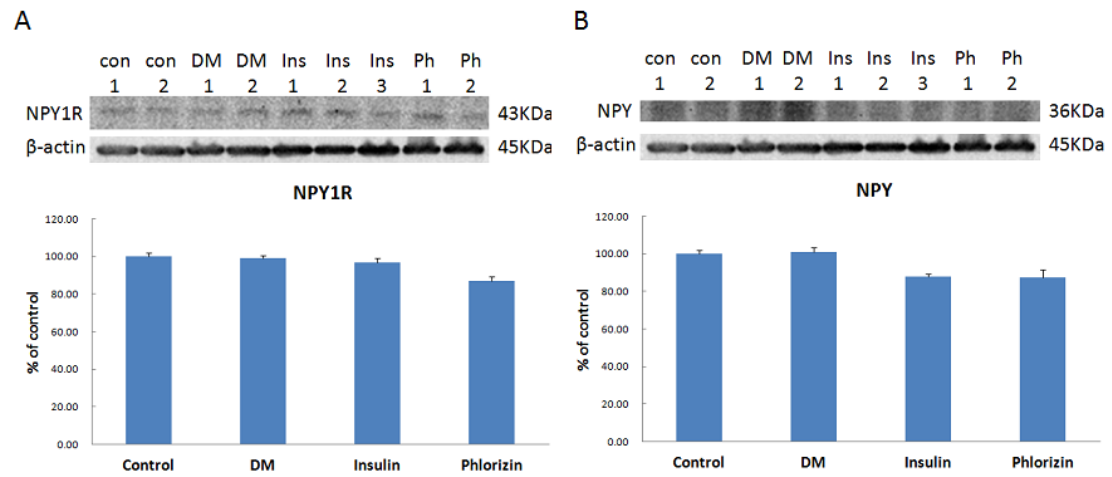 A
con con DM DM Ins Ins Ins Ph Ph
1 2 1 2 1 2 3 1 2
NPY1R 43KDa
β-actin 45KDa
NPY1R
% of control
120.00
100.00
80.00
60.00
40.00
20.00
0.00
Control DM Insulin Phlorizin
B
con con DM DM Ins Ins Ins Ph Ph
1 2 1 2 1 2 3 1 2
NPY 36KDa
β-actin 45KDa
NPY
% of control
120.00
100.00
80.00
60.00
40.00
20.00
0.00
Control DM Insulin Phlorizin